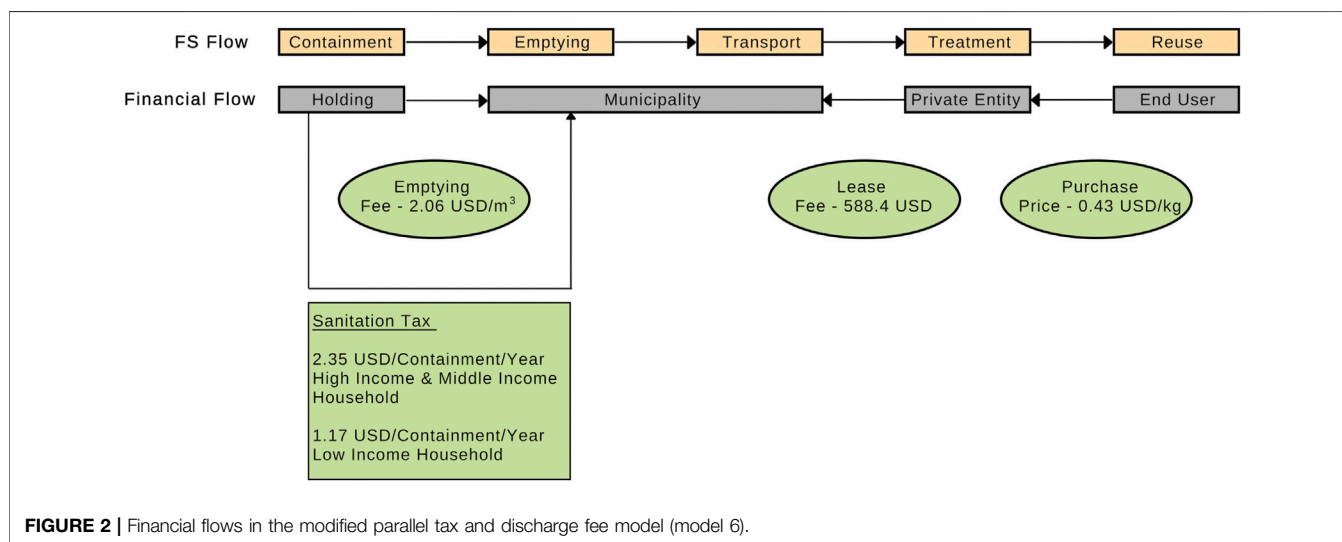 FS Flow
Containment
Emptying
Transport
Treatment
Reuse
Financial Flow
Holding
Municipality
Private Entity
End User
Emptying
Fee - 2.06 USD/m³
Lease
Fee - 588.4 USD
Purchase
Price - 0.43 USD/kg
Sanitation Tax
2.35 USD/Containment/Year
High Income & Middle Income
Household
1.17 USD/Containment/Year
Low Income Household
FIGURE 2 | Financial flows in the modified parallel tax and discharge fee model (model 6).